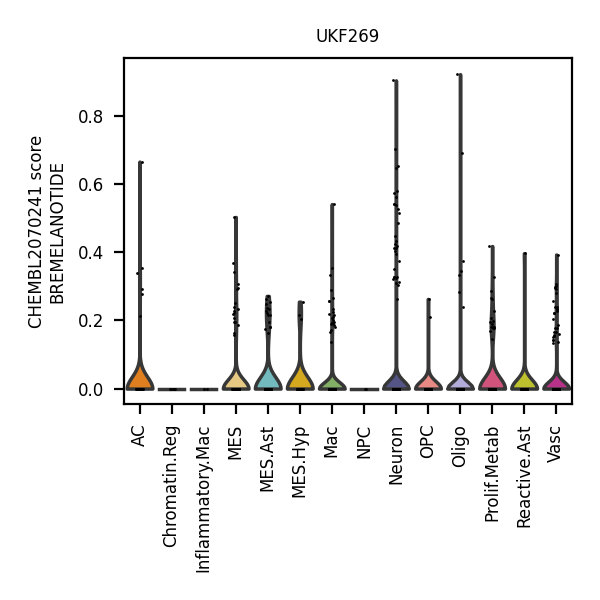 UKF269
CHEMBL2070241 score
BREMELANOTIDE
0.8
0.6
0.4
0.2
0.0
AC
Chromatin.Reg
Inflammatory.Mac
MES
MES.Ast
MES.Hyp
Mac
NPC
Neuron
OPC
Oligo
Prolif.Metab
Reactive.Ast
Vasc